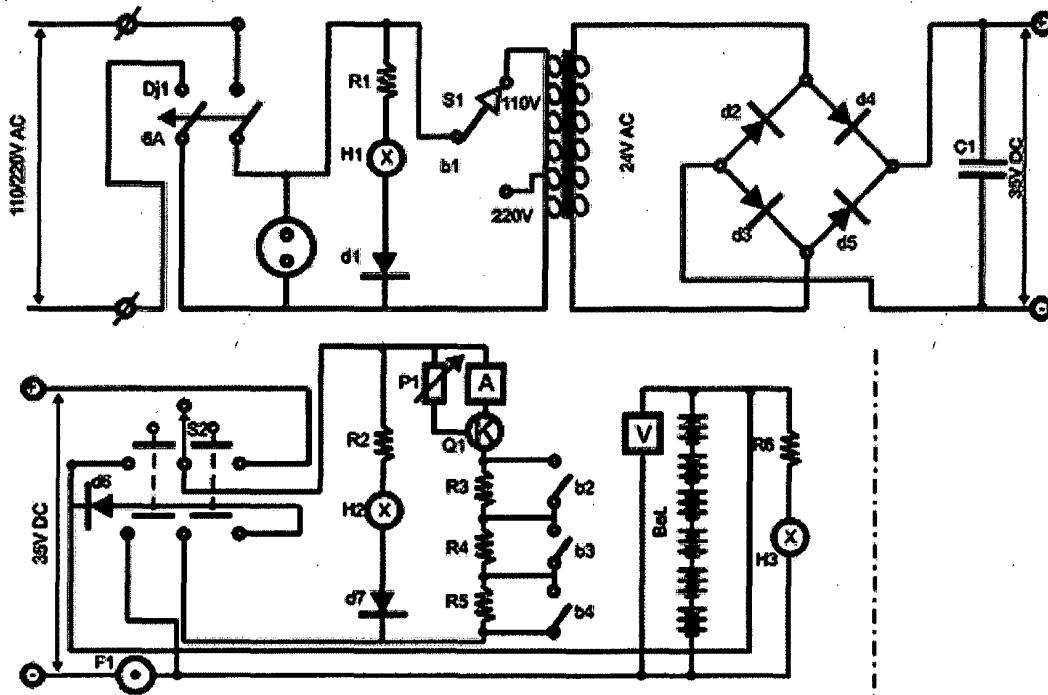 110/220V AC
Dj1
6A
R1
H1
d1
S1
b1
110V
220V
24V AC
d2
d4
d3
d5
C1
35V DC
+
-
+
35V DC
-
S2
d6
F1
R2
H2
d7
P1
A
Q1
K
R3
R4
R5
b2
b3
b4
V
R6
H3